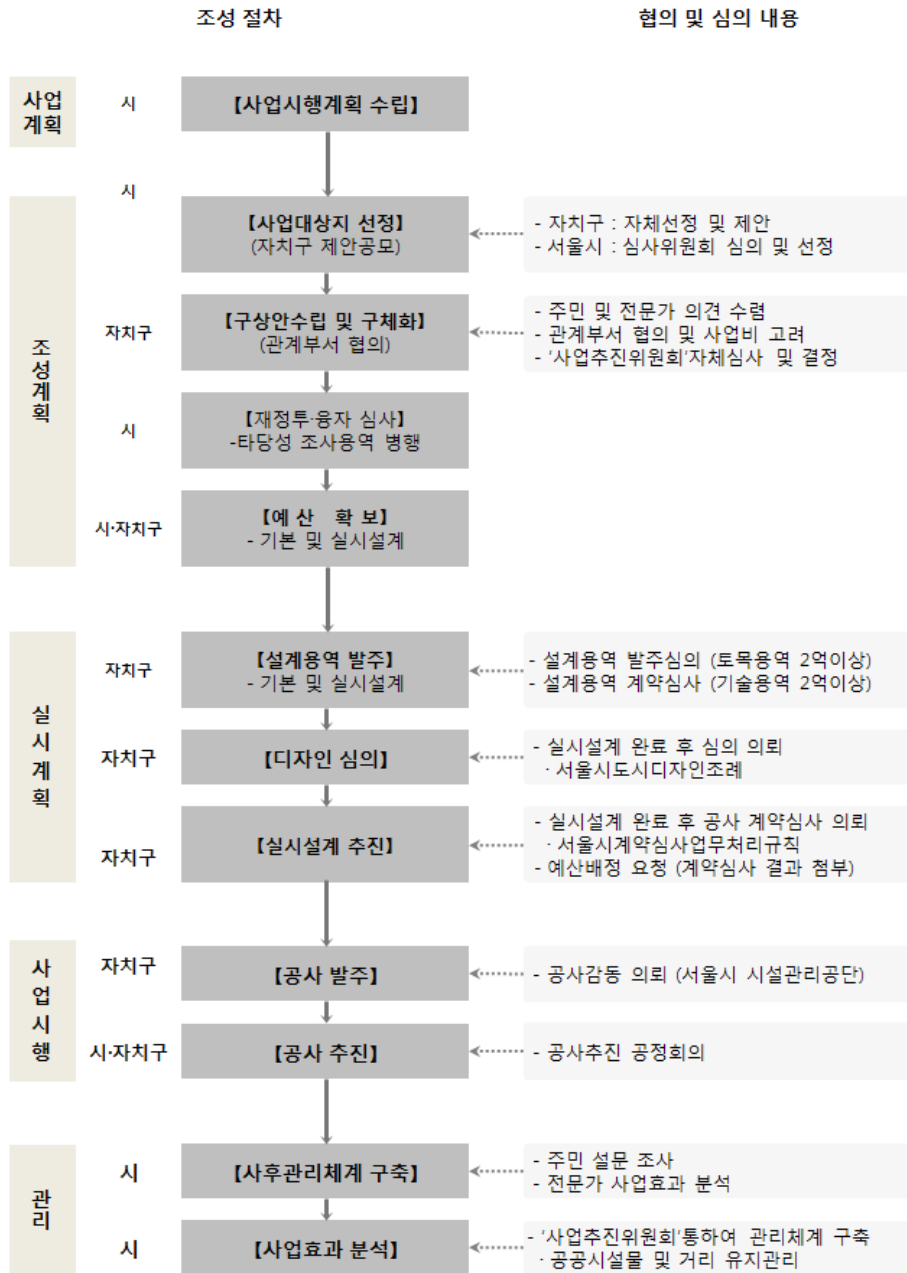 조성 절차
협의 및 심의 내용
사업
계획
시
【사업시행계획 수립】
조성계획
시
【사업대상지 선정】
(자치구 제안공모)
- 자치구 : 자체선정 및 제안
- 서울시 : 심사위원회 심의 및 선정
자치구
【구상안수립 및 구체화】
(관계부서 협의)
- 주민 및 전문가 의견 수렴
- 관계부서 협의 및 사업비 고려
- '사업추진위원회'자체심사 및 결정
시
【재정투·융자 심사】
-타당성 조사용역 병행
시·자치구
【예 산 확 보】
- 기본 및 실시설계
실시계획
자치구
【설계용역 발주】
- 기본 및 실시설계
- 설계용역 발주심의 (토목용역 2억이상)
- 설계용역 계약심사 (기술용역 2억이상)
자치구
【디자인 심의】
- 실시설계 완료 후 심의 의뢰
· 서울시도시디자인조례
자치구
【실시설계 추진】
- 실시설계 완료 후 공사 계약심사 의뢰
· 서울시계약심사업무처리규칙
- 예산배정 요청 (계약심사 결과 첨부)
사업시행
자치구
【공사 발주】
- 공사감동 의뢰 (서울시 시설관리공단)
시·자치구
【공사 추진】
- 공사추진 공정회의
관리
시
【사후관리체계 구축】
- 주민 설문 조사
- 전문가 사업효과 분석
시
【사업효과 분석】
- '사업추진위원회'통하여 관리체계 구축
· 공공시설물 및 거리 유지관리